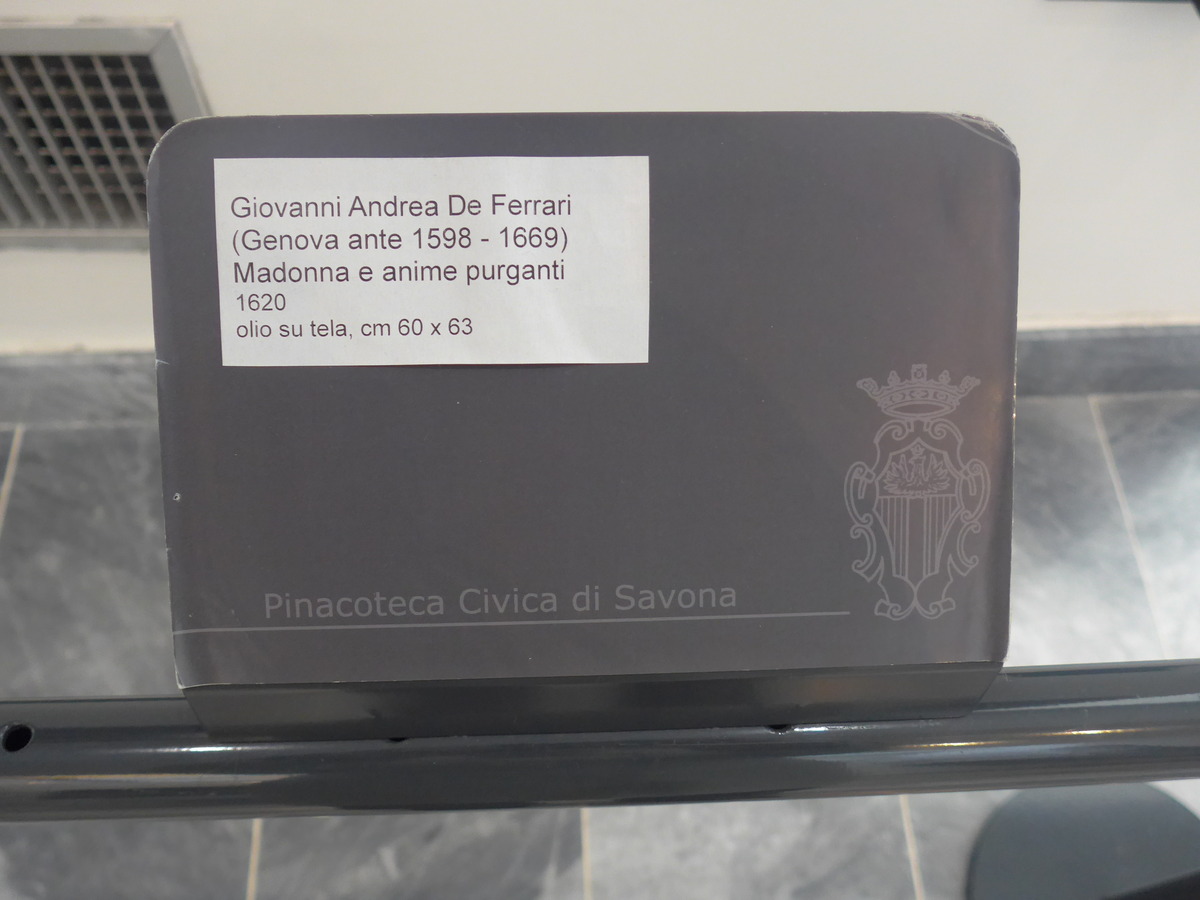 Giovanni Andrea De Ferrari
(Genova ante 1598 - 1669)
Madonna e anime purganti
1620
olio su tela, cm 60 x 63
Pinacoteca Civica di Savona